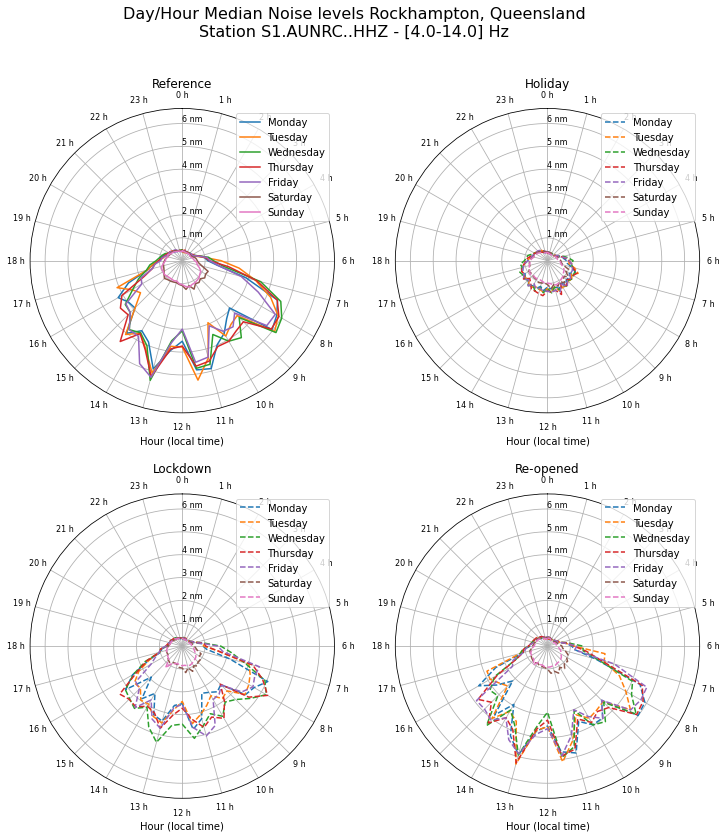 Day/Hour Median Noise levels Rockhampton, Queensland
Station S1.AUNRC..HHZ - [4.0-14.0] Hz
Reference
0 h
1 h
4 h
5 h
6 h
7 h
8 h
9 h
10 h
11 h
12 h
13 h
14 h
15 h
16 h
17 h
18 h
19 h
20 h
21 h
22 h
23 h
6 nm
5 nm
4 nm
3 nm
2 nm
1 nm
Monday
Tuesday
Wednesday
Thursday
Friday
Saturday
Sunday
Hour (local time)
Holiday
0 h
1 h
4 h
5 h
6 h
7 h
8 h
9 h
10 h
11 h
12 h
13 h
14 h
15 h
16 h
17 h
18 h
19 h
20 h
21 h
22 h
23 h
6 nm
5 nm
4 nm
3 nm
2 nm
1 nm
Monday
Tuesday
Wednesday
Thursday
Friday
Saturday
Sunday
Hour (local time)
Lockdown
0 h
1 h
4 h
5 h
6 h
7 h
8 h
9 h
10 h
11 h
12 h
13 h
14 h
15 h
16 h
17 h
18 h
19 h
20 h
21 h
22 h
23 h
6 nm
5 nm
4 nm
3 nm
2 nm
1 nm
Monday
Tuesday
Wednesday
Thursday
Friday
Saturday
Sunday
Hour (local time)
Re-opened
0 h
1 h
4 h
5 h
6 h
7 h
8 h
9 h
10 h
11 h
12 h
13 h
14 h
15 h
16 h
17 h
18 h
19 h
20 h
21 h
22 h
23 h
6 nm
5 nm
4 nm
3 nm
2 nm
1 nm
Monday
Tuesday
Wednesday
Thursday
Friday
Saturday
Sunday
Hour (local time)